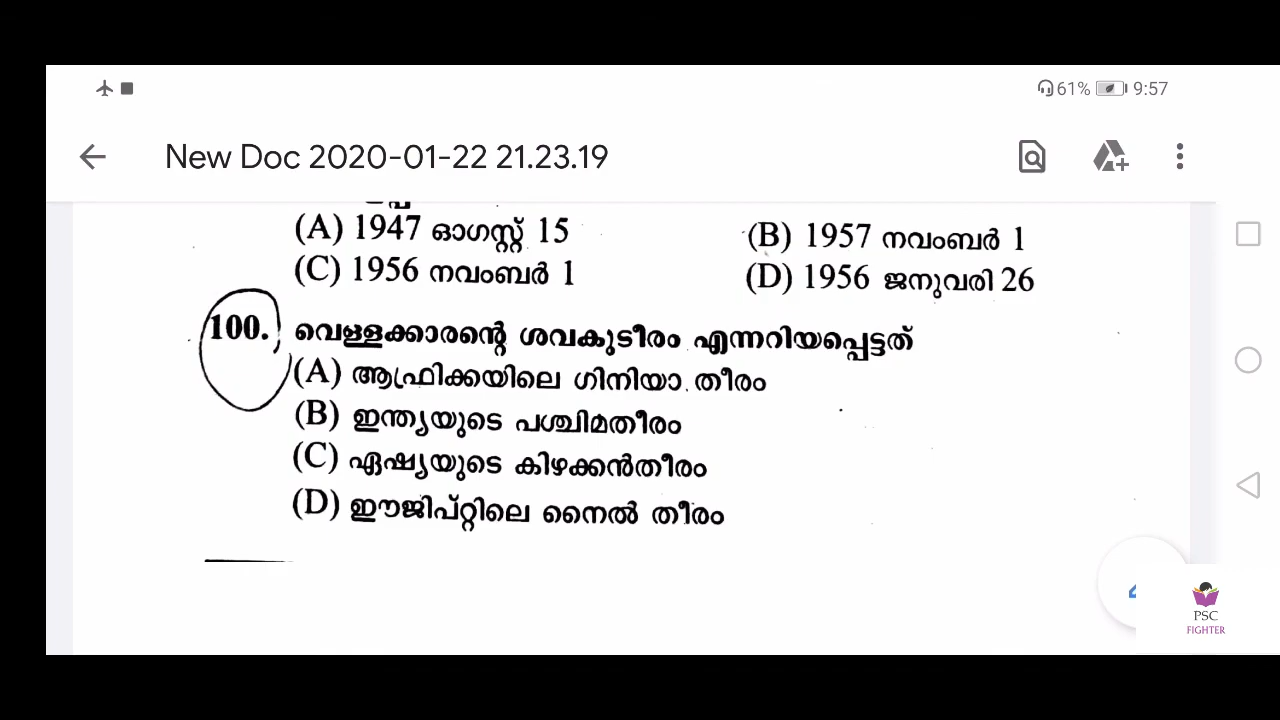 61% 9:57
New Doc 2020-01-22 21.23.19
(A) 1947 ഓഗസ്റ്റ് 15 (B) 1957 നവംബർ 1
(C) 1956 നവംബർ 1 (D) 1956 ജനുവരി 26
100. വെള്ളക്കാരന്റെ ശവകുടീരം എന്നറിയപ്പെട്ടത്
(A) ആഫ്രിക്കയിലെ ഗിനിയാ തീരം
(B) ഇന്ത്യയുടെ പശ്ചിമതീരം
(C) ഏഷ്യയുടെ കിഴക്കൻതീരം
(D) ഈജിപ്റ്റിലെ നൈൽ തീരം
PSC
FIGHTER